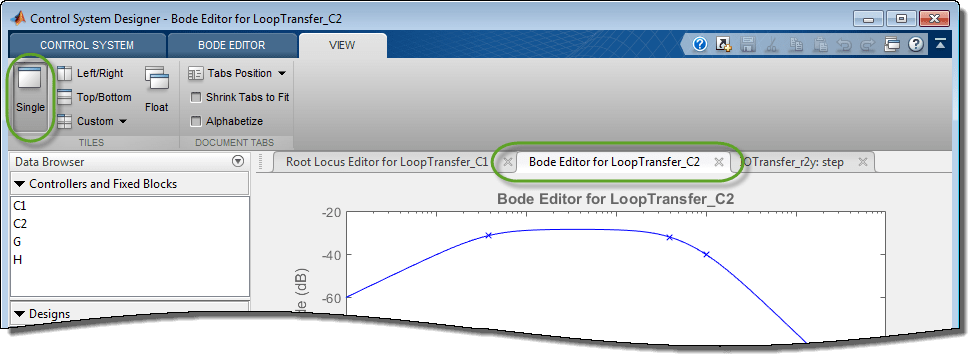 Control System Designer - Bode Editor for LoopTransfer_C2
CONTROL SYSTEM BODE EDITOR VIEW
Single
Left/Right
Top/Bottom
Custom
Float
TILES
Tabs Position
Shrink Tabs to Fit
Alphabetize
DOCUMENT TABS
Data Browser
Controllers and Fixed Blocks
C1
C2
G
H
Designs
Root Locus Editor for LoopTransfer_C1 Bode Editor for LoopTransfer_C2 IOTransfer_r2y: step
Bode Editor for LoopTransfer_C2
-20
-40
-60
-80
de (dB)